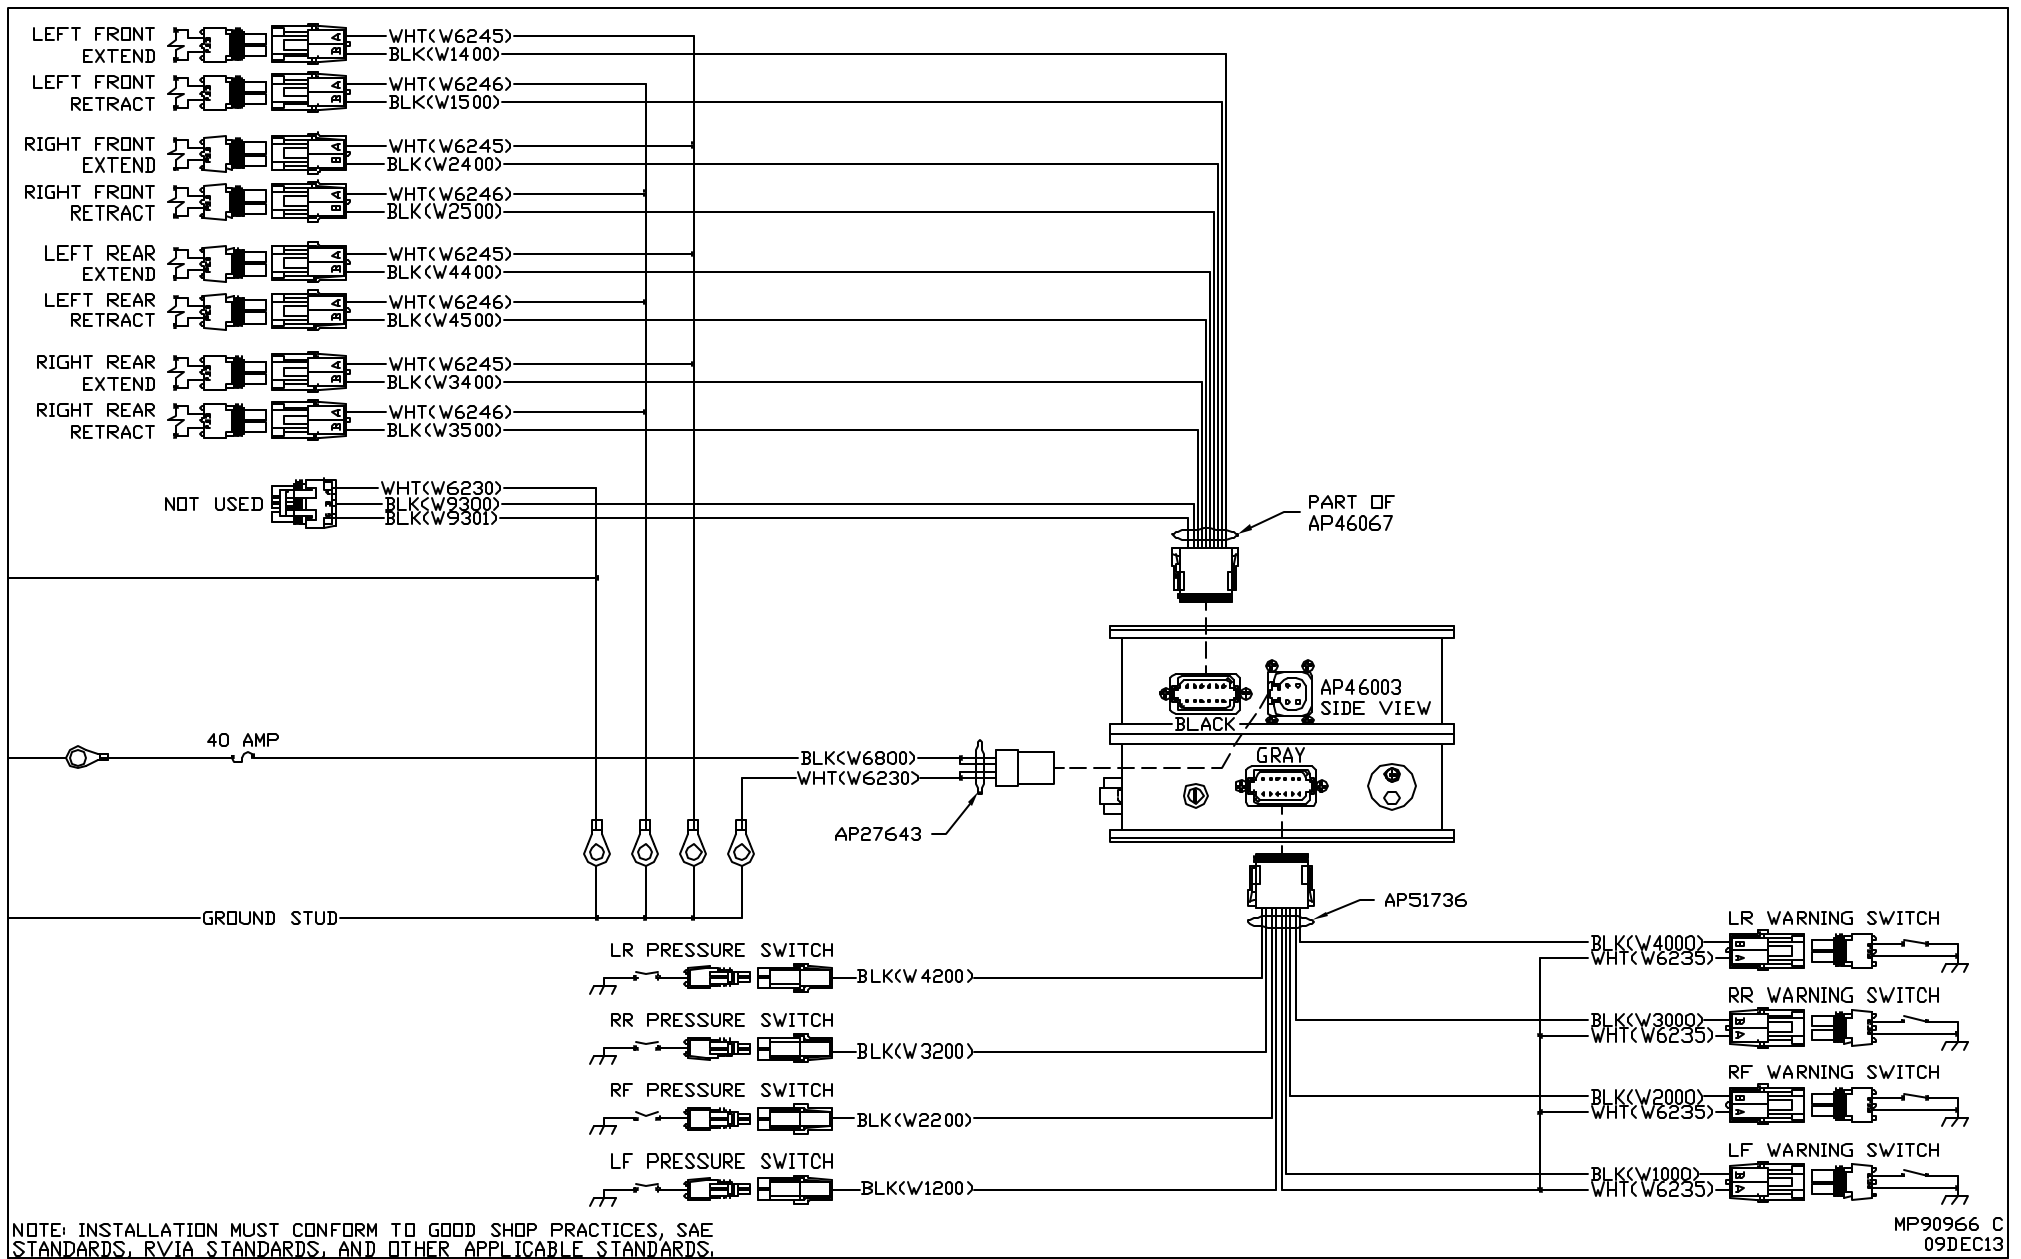 LEFT FRONT
EXTEND
A
B
WHT(W6245)
BLK(W1400)
LEFT FRONT
RETRACT
A
B
WHT(W6246)
BLK(W1500)
RIGHT FRONT
EXTEND
A
B
WHT(W6245)
BLK(W2400)
RIGHT FRONT
RETRACT
A
B
WHT(W6246)
BLK(W2500)
LEFT REAR
EXTEND
A
B
WHT(W6245)
BLK(W4400)
LEFT REAR
RETRACT
A
B
WHT(W6246)
BLK(W4500)
RIGHT REAR
EXTEND
A
B
WHT(W6245)
BLK(W3400)
RIGHT REAR
RETRACT
A
B
WHT(W6246)
BLK(W3500)
NOT USED
WHT(W6230)
BLK(W9300)
BLK(W9301)
PART OF
AP46067
AP46003
SIDE VIEW
BLACK
GRAY
40 AMP
BLK(W6800)
WHT(W6230)
AP27643
AP51736
GROUND STUD
LR PRESSURE SWITCH
BLK(W4200)
RR PRESSURE SWITCH
BLK(W3200)
RF PRESSURE SWITCH
BLK(W2200)
LF PRESSURE SWITCH
BLK(W1200)
LR WARNING SWITCH
BLK(W4000)
WHT(W6235)
B
A
RR WARNING SWITCH
BLK(W3000)
WHT(W6235)
B
A
RF WARNING SWITCH
BLK(W2000)
WHT(W6235)
B
A
LF WARNING SWITCH
BLK(W1000)
WHT(W6235)
B
A
NOTE: INSTALLATION MUST CONFORM TO GOOD SHOP PRACTICES, SAE
STANDARDS, RVIA STANDARDS, AND OTHER APPLICABLE STANDARDS.
MP90966 C
09DEC13